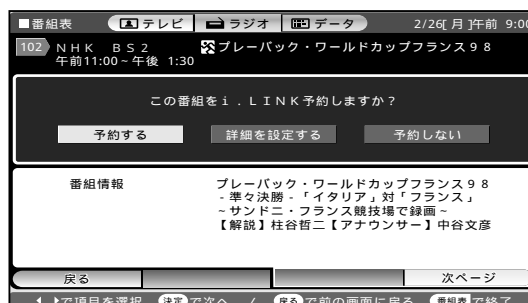 ■番組表 テレビ ラジオ データ 2/26[月]午前 9:00
102 NHK BS2 プレーバック・ワールドカップフランス98
午前11:00~午後 1:30
この番組をi.LINK予約しますか?
予約する 詳細を設定する 予約しない
番組情報 プレーバック・ワールドカップフランス98
-準々決勝-「イタリア」対「フランス」
~サンドニ・フランス競技場で録画~
【解説】柱谷哲二【アナウンサー】中谷文彦
戻る 次ページ
で項目を選択 決定で次へ / 戻るで前の画面に戻る 番組表で終了